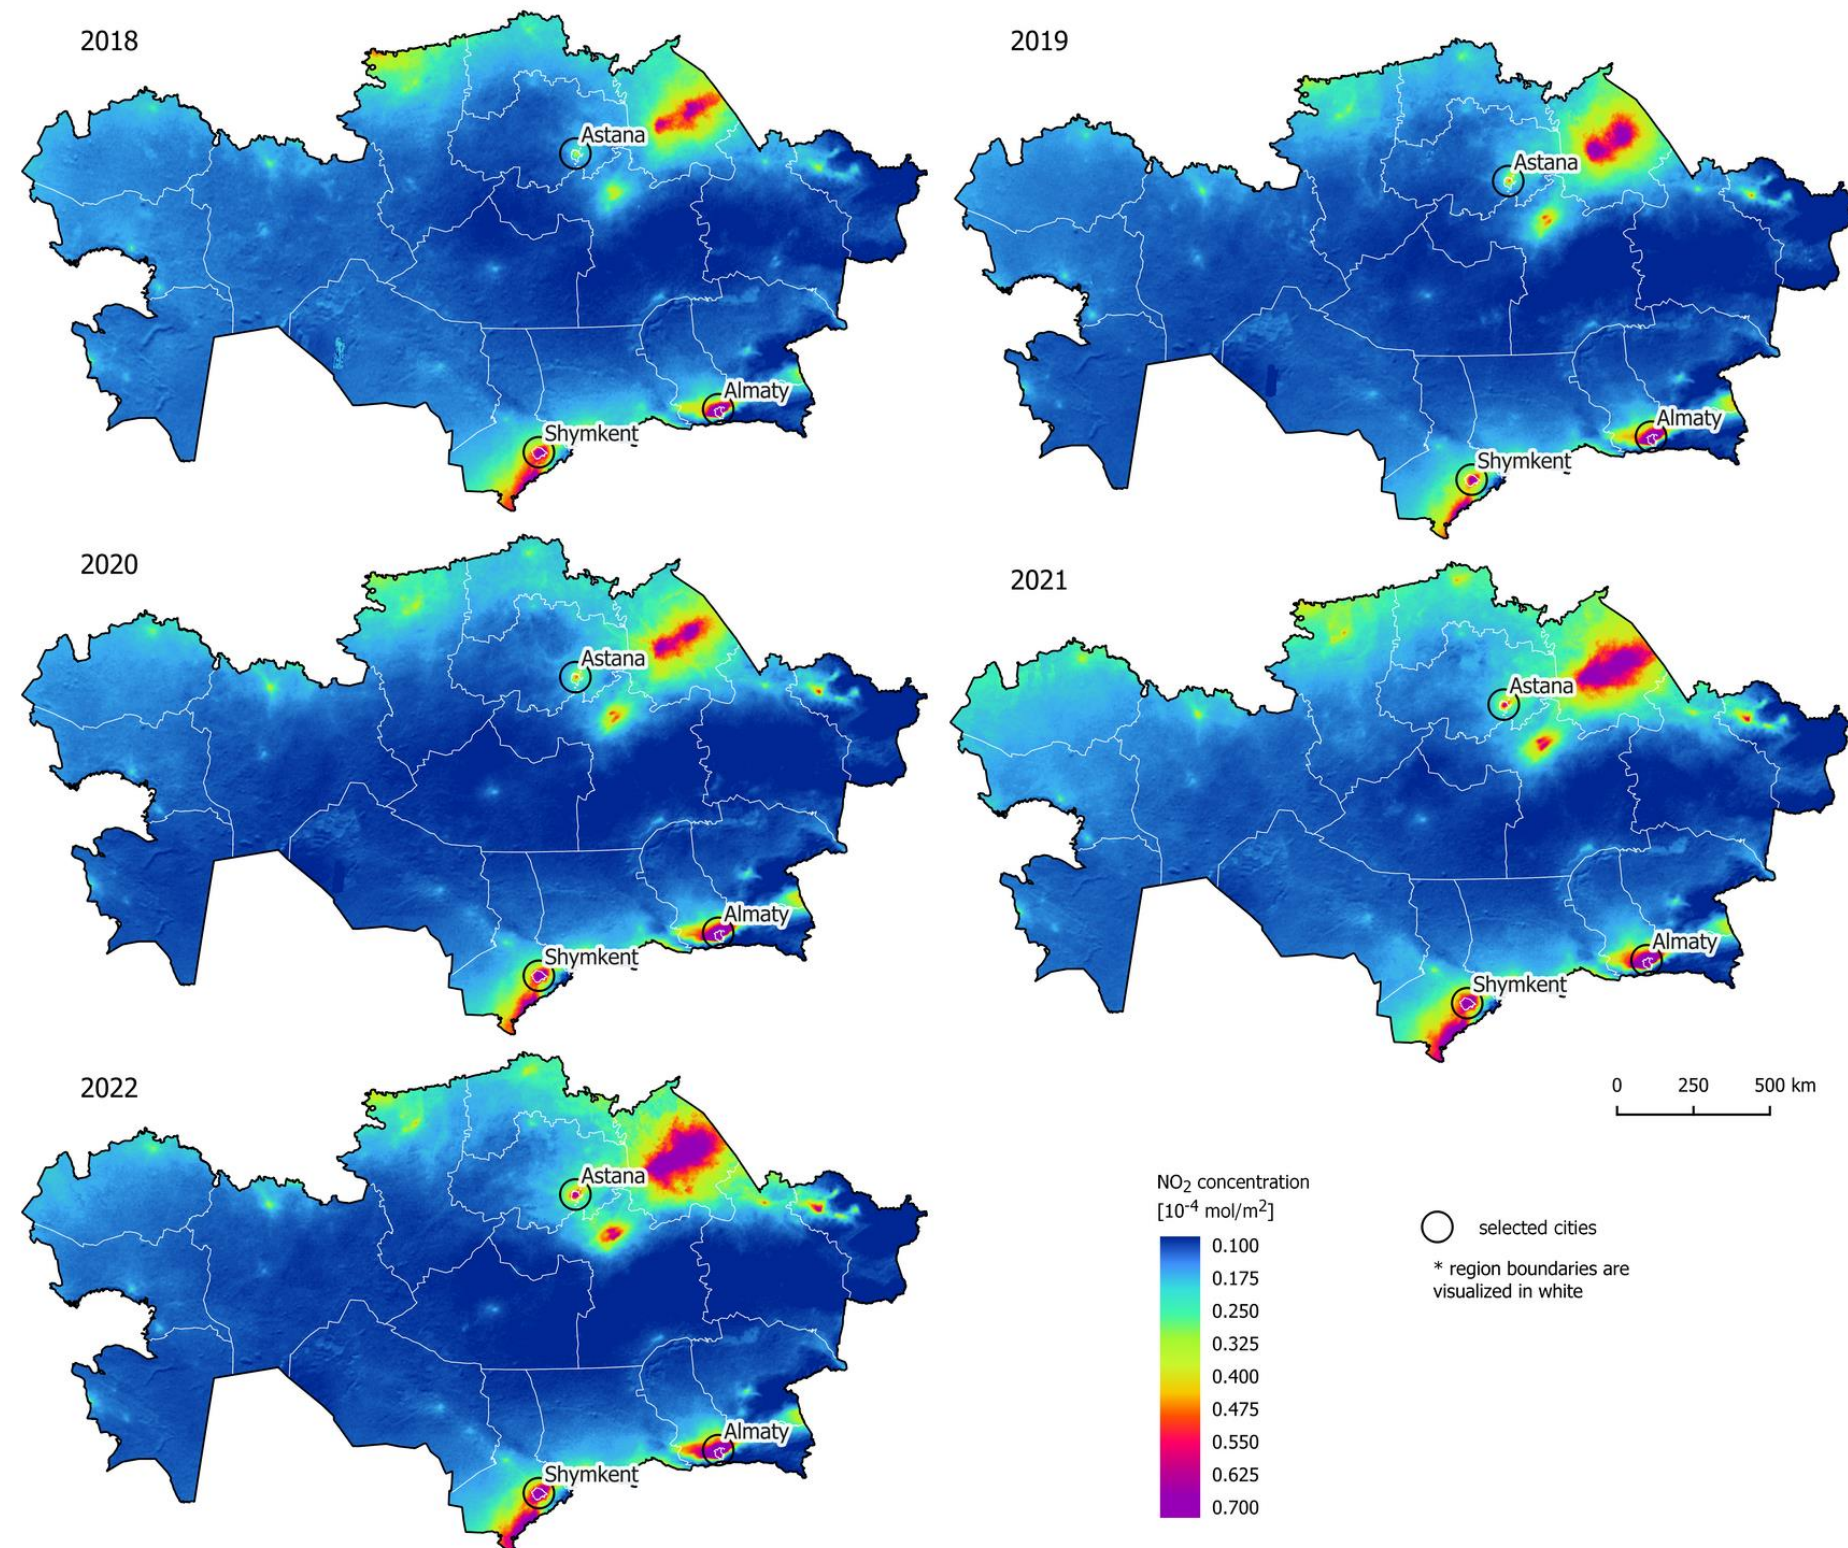 2018
Astana
Almaty
Shymkent
2019
Astana
Almaty
Shymkent
2020
Astana
Almaty
Shymkent
2021
Astana
Almaty
Shymkent
2022
Astana
Almaty
Shymkent
0 250 500 km
NO₂ concentration
[10⁻⁴ mol/m²]
0.100
0.175
0.250
0.325
0.400
0.475
0.550
0.625
0.700
selected cities
* region boundaries are
visualized in white